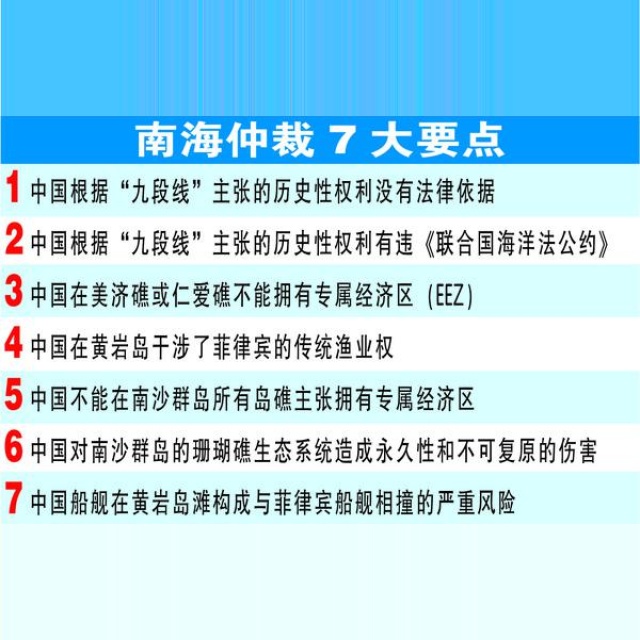 南海仲裁7大要点
1 中国根据“九段线”主张的历史性权利没有法律依据
2 中国根据“九段线”主张的历史性权利有违《联合国海洋法公约》
3 中国在美济礁或仁爱礁不能拥有专属经济区(EEZ)
4 中国在黄岩岛干涉了菲律宾的传统渔业权
5 中国不能在南沙群岛所有岛礁主张拥有专属经济区
6 中国对南沙群岛的珊瑚礁生态系统造成永久性和不可复原的伤害
7 中国船舰在黄岩岛滩构成与菲律宾船舰相撞的严重风险